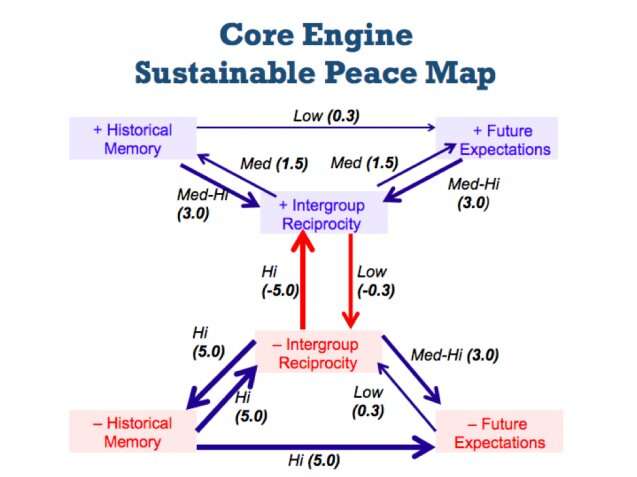 Core Engine
Sustainable Peace Map
Low (0.3)
+ Historical
Memory
+ Future
Expectations
Med (1.5)
Med (1.5)
Med-Hi
(3.0)
+ Intergroup
Reciprocity
Med-Hi
(3.0)
Hi
(-5.0)
Low
(-0.3)
Hi
(5.0)
– Intergroup
Reciprocity
Med-Hi (3.0)
Hi
(5.0)
Low
(0.3)
– Historical
Memory
– Future
Expectations
Hi (5.0)